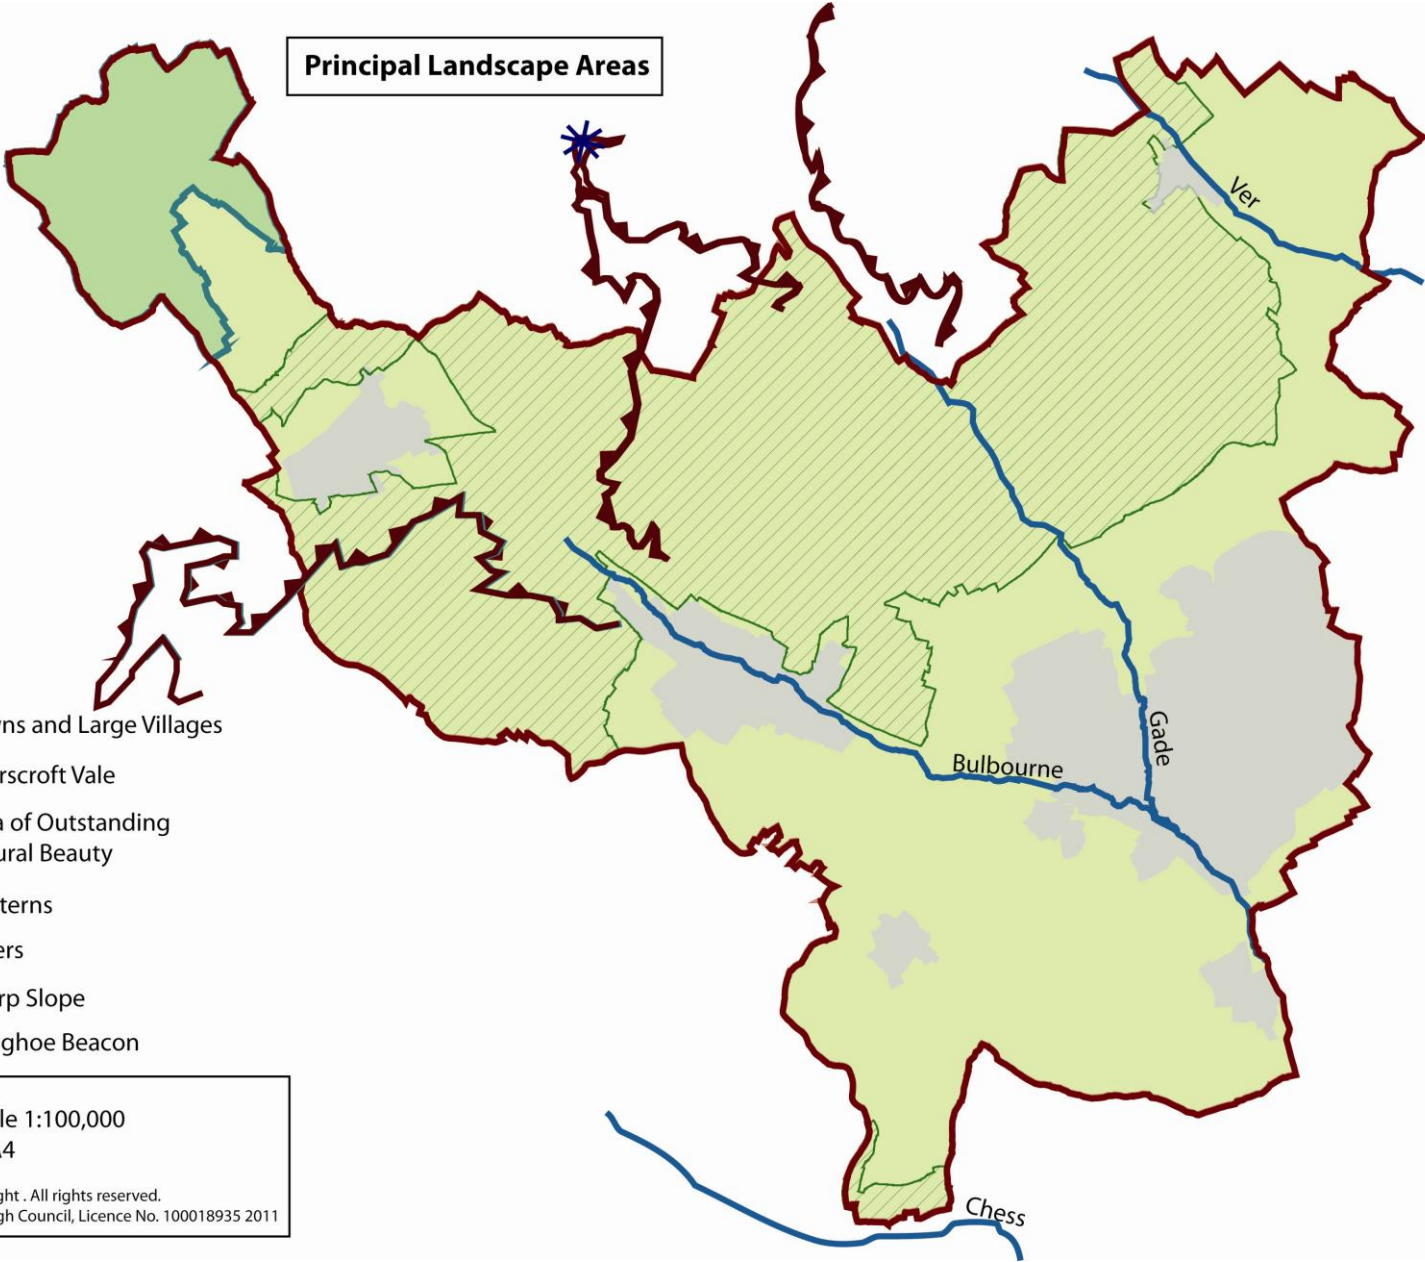 Principal Landscape Areas
Ver
Gade
Bulbourne
Chess
ns and Large Villages
rscroft Vale
a of Outstanding
ural Beauty
terns
ers
rp Slope
ghoe Beacon
le 1:100,000
4
ght . All rights reserved.
gh Council, Licence No. 100018935 2011